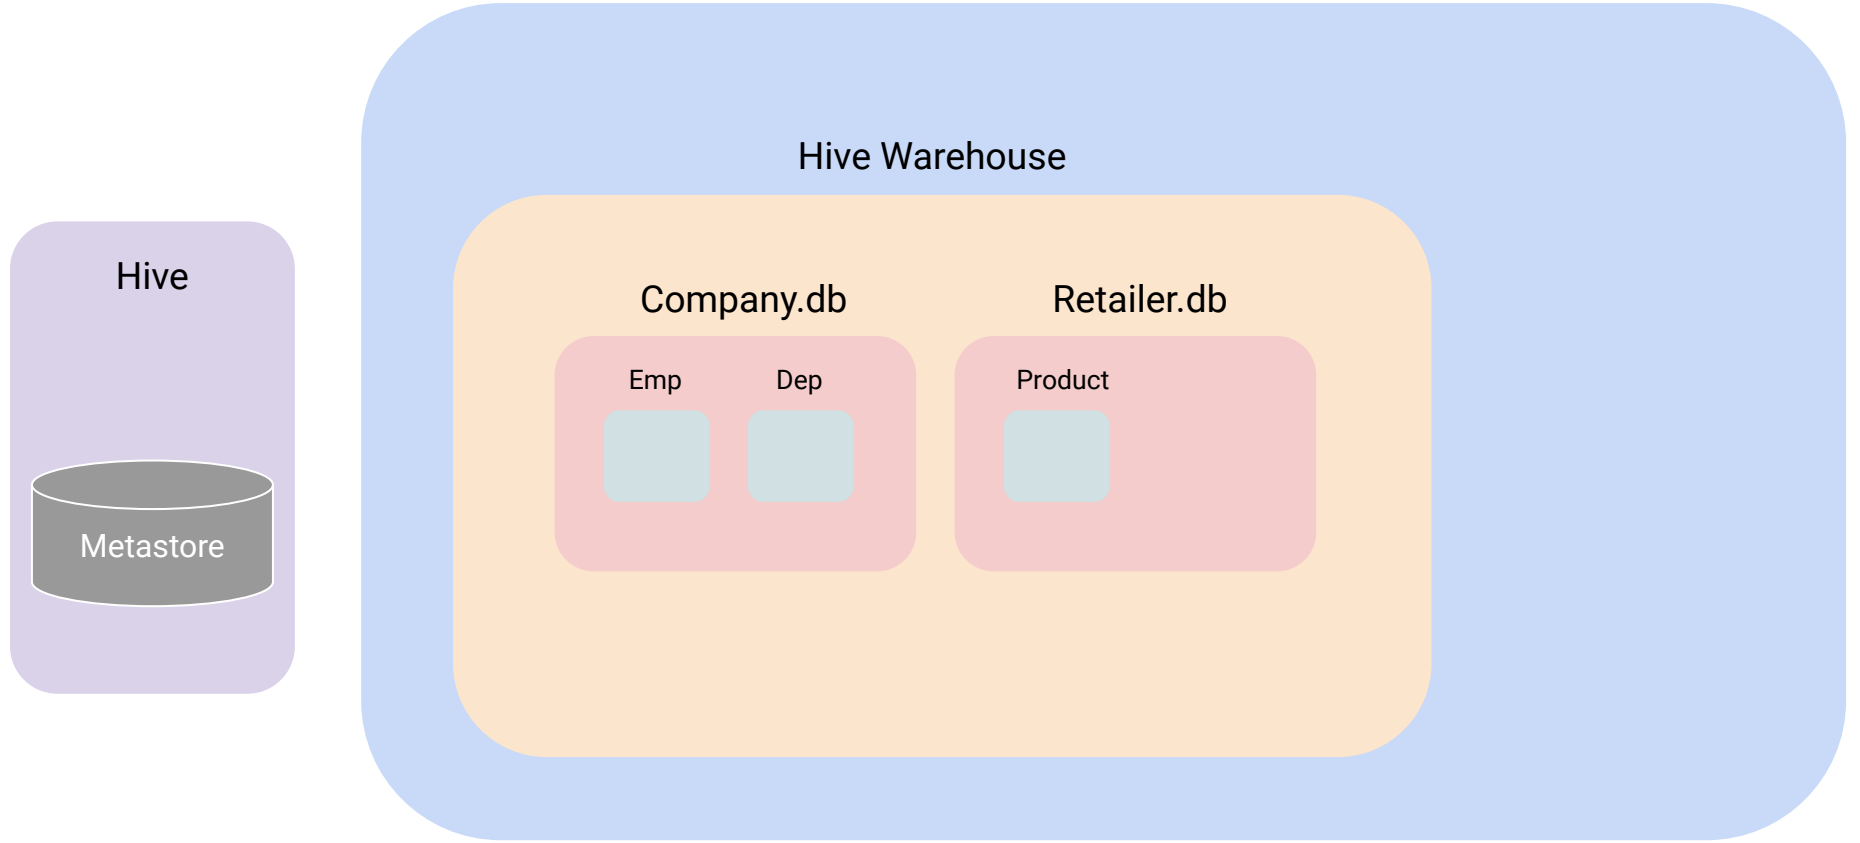 Hive
Metastore
Hive Warehouse
Company.db
Retailer.db
Emp
Dep
Product